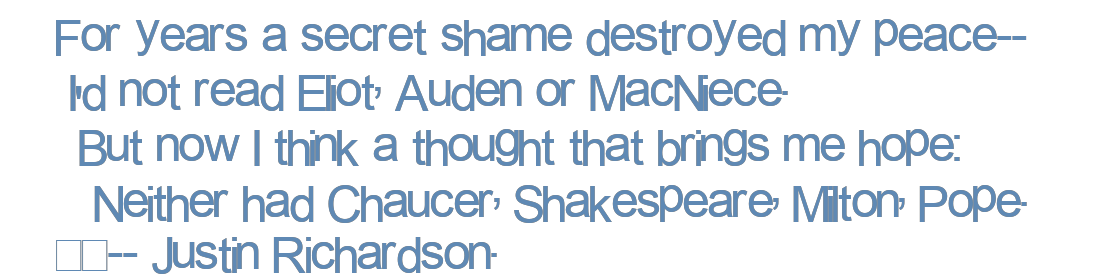 For years a secret shame destroyed my peace--
I'd not read Eliot, Auden or MacNiece.
But now I think a thought that brings me hope:
Neither had Chaucer, Shakespeare, Milton, Pope.
□□-- Justin Richardson.